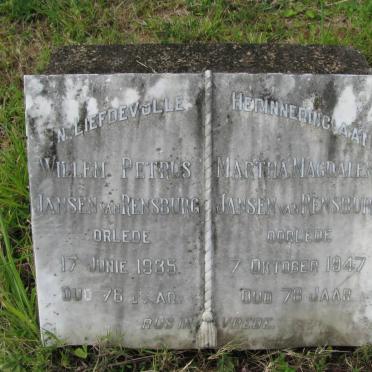 'N LIEFDEVOLLE HERINNERING AAN
WILLEM PETRUS
JANSEN VAN RENSBURG
ORLEDE
17 JUNIE 1935
OUD 76 JAAR
MARTHA MAGDALENA
JANSEN VAN RENSBURG
OORLEDE
7 OKTOBER 1947
OUD 78 JAAR
RUS IN VREDE.